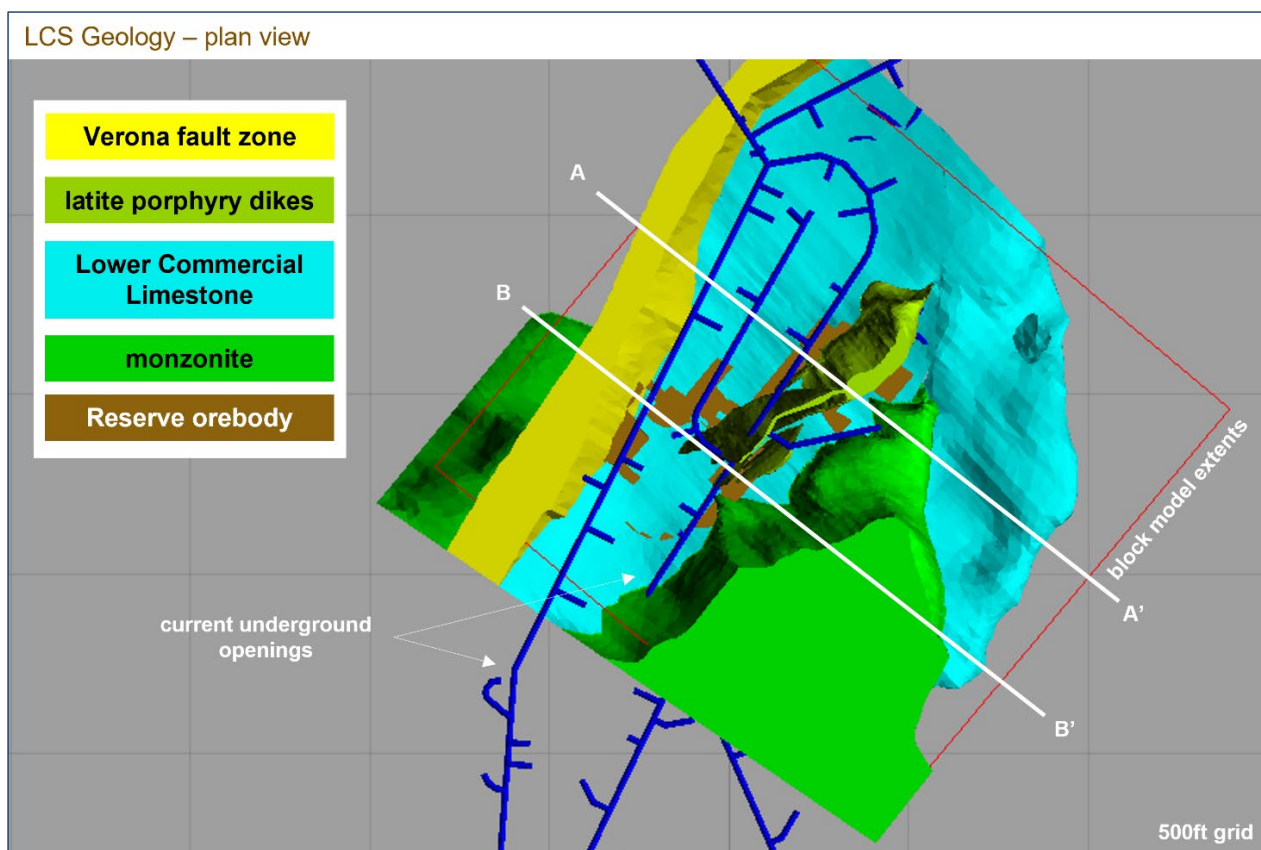 LCS Geology – plan view
Verona fault zone
latite porphyry dikes
Lower Commercial
Limestone
monzonite
Reserve orebody
A
B
block model extents
current underground
openings
A’
B’
500ft grid